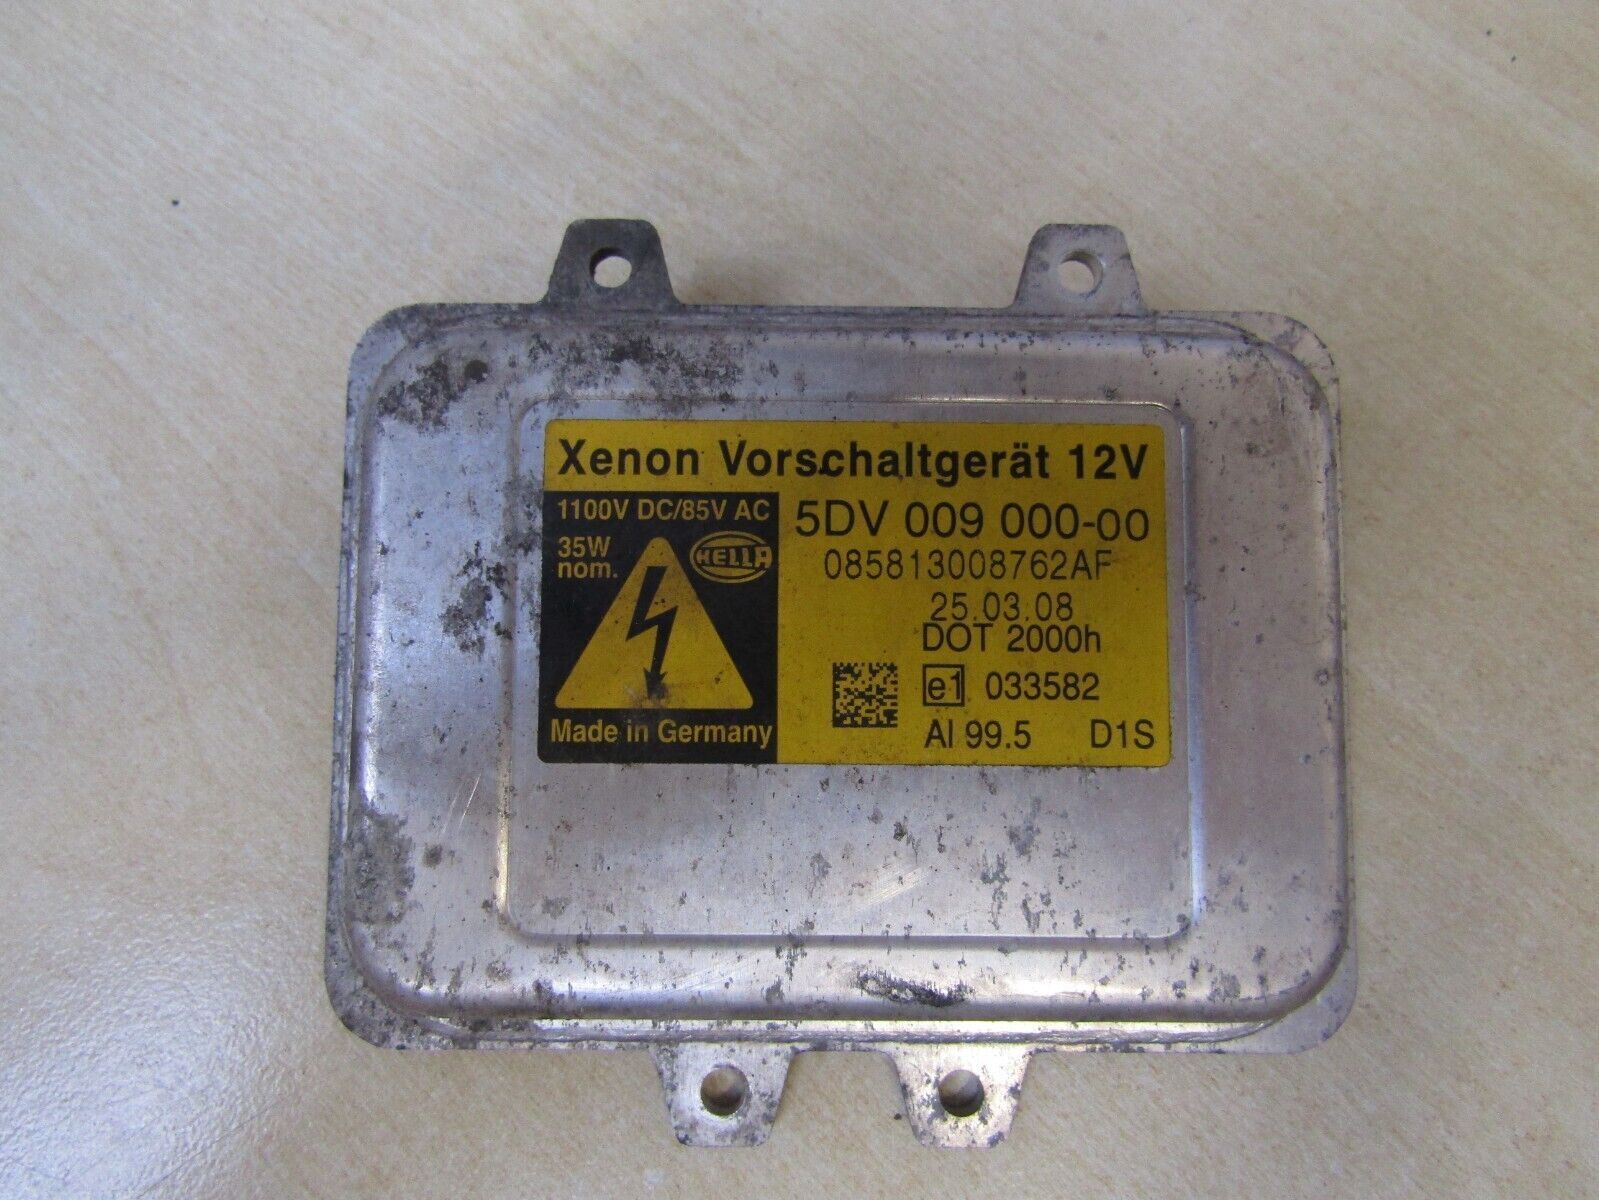 Xenon Vorschaltgerät 12V
1100V DC/85V AC
35W
nom.
HELLA
Made in Germany
5DV 009 000-00
085813008762AF
25.03.08
DOT 2000h
e1 033582
Al 99.5 D1S